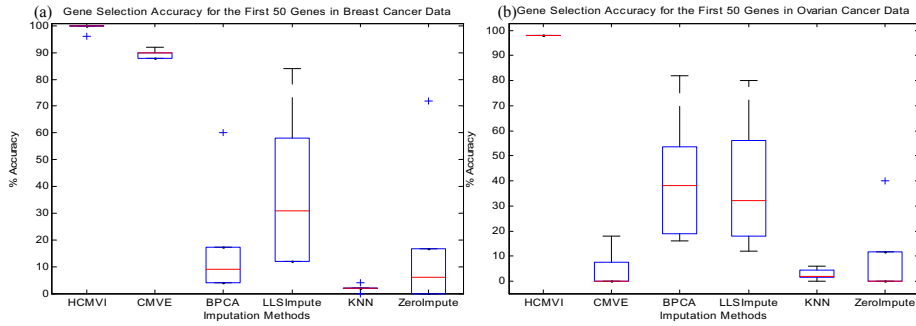 (a)
Gene Selection Accuracy for the First 50 Genes in Breast Cancer Data
% Accuracy
100
90
80
70
60
50
40
30
20
10
0
HCMVI CMVE BPCA LLSImpute KNN ZeroImpute
Imputation Methods
(b)
Gene Selection Accuracy for the First 50 Genes in Ovarian Cancer Data
% Accuracy
100
90
80
70
60
50
40
30
20
10
0
HCMVI CMVE BPCA LLSImpute KNN ZeroImpute
Imputation Methods